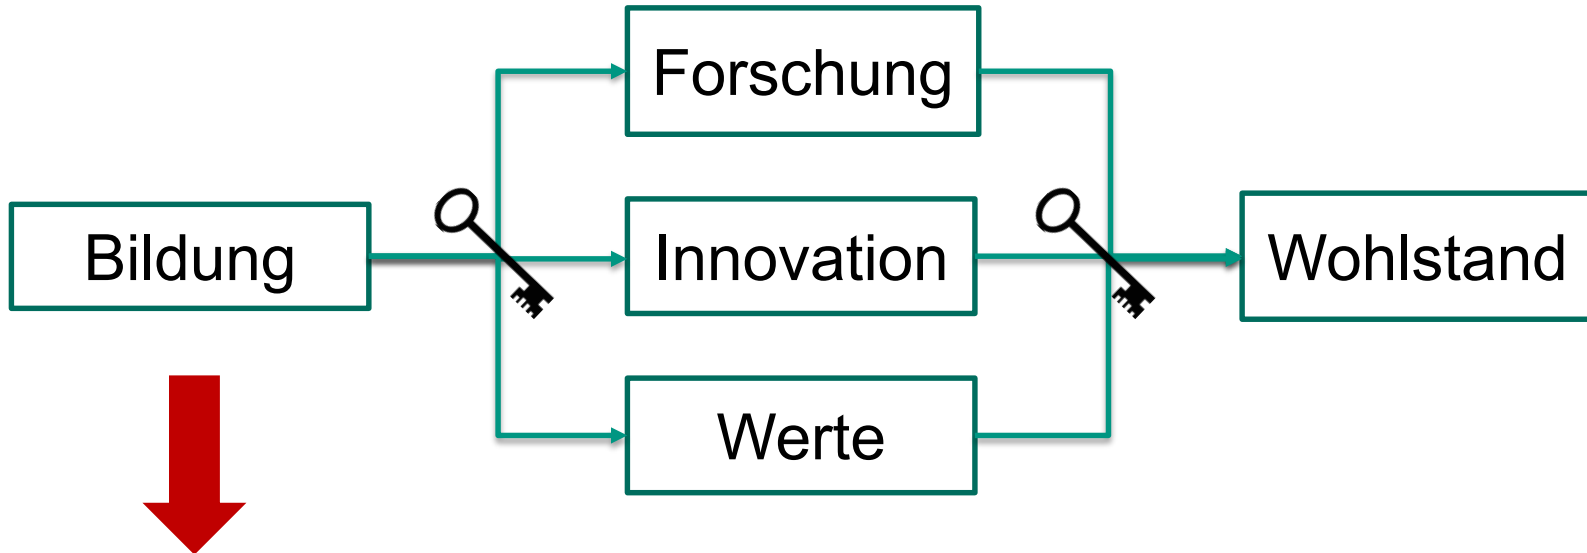 Forschung
Bildung
Innovation
Wohlstand
Werte